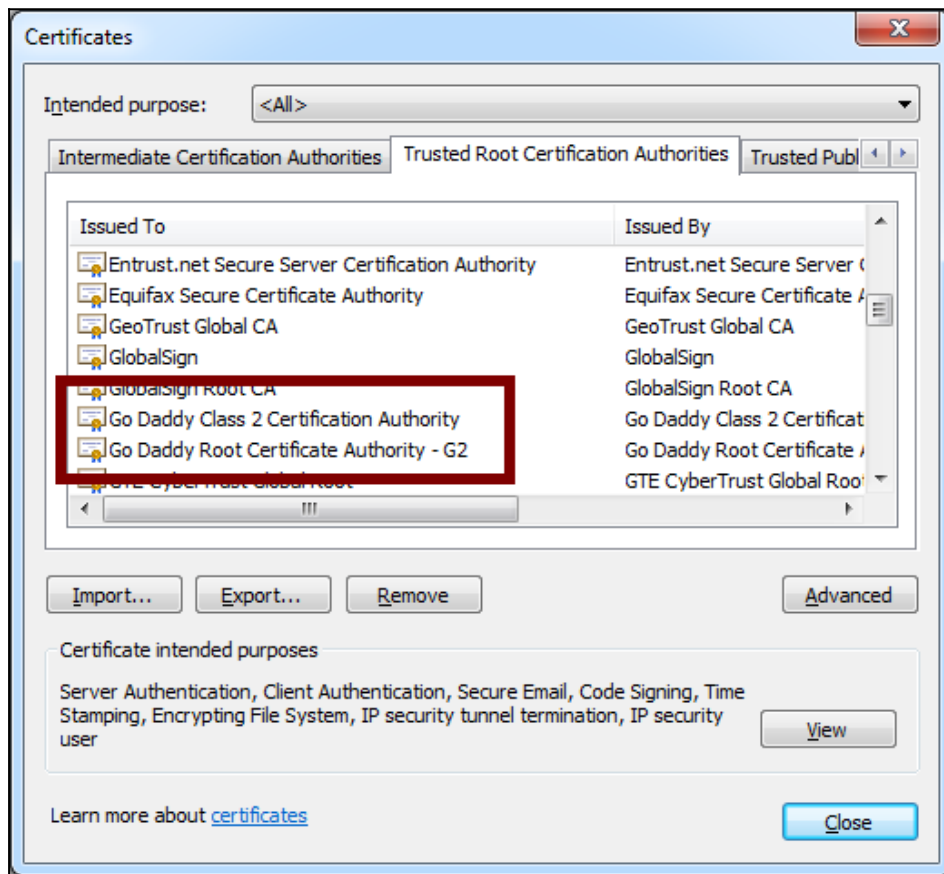 Certificates
Intended purpose: <All>
Intermediate Certification Authorities Trusted Root Certification Authorities Trusted Publ
Issued To Issued By
Entrust.net Secure Server Certification Authority Entrust.net Secure Server
Equifax Secure Certificate Authority Equifax Secure Certificate
GeoTrust Global CA GeoTrust Global CA
GlobalSign GlobalSign
GlobalSign Root CA GlobalSign Root CA
Go Daddy Class 2 Certification Authority Go Daddy Class 2 Certificat
Go Daddy Root Certificate Authority - G2 Go Daddy Root Certificate
GTE CyberTrust Global Root GTE CyberTrust Global Roo
Import... Export... Remove Advanced
Certificate intended purposes
Server Authentication, Client Authentication, Secure Email, Code Signing, Time
Stamping, Encrypting File System, IP security tunnel termination, IP security
user
View
Learn more about certificates
Close